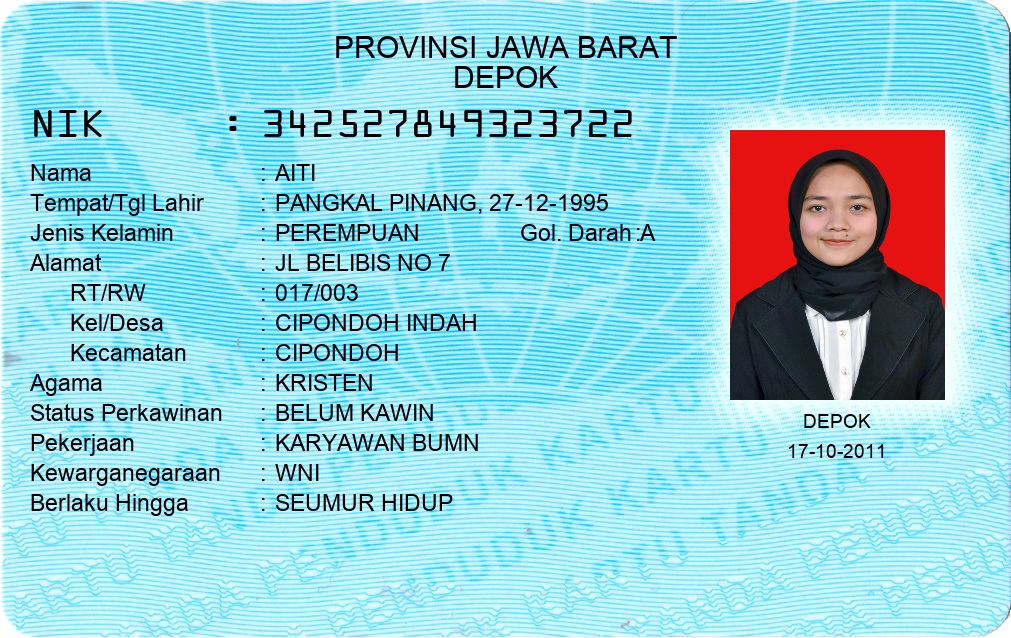 PROVINSI JAWA BARAT
DEPOK
NIK : 3425278493237​22
Nama : AITI
Tempat/Tgl Lahir : PANGKAL PINANG, 27-12-1995
Jenis Kelamin : PEREMPUAN Gol. Darah :A
Alamat : JL BELIBIS NO 7
RT/RW : 017/003
Kel/Desa : CIPONDOH INDAH
Kecamatan : CIPONDOH
Agama : KRISTEN
Status Perkawinan : BELUM KAWIN
Pekerjaan : KARYAWAN BUMN
Kewarganegaraan : WNI
Berlaku Hingga : SEUMUR HIDUP
DEPOK
17-10-2011